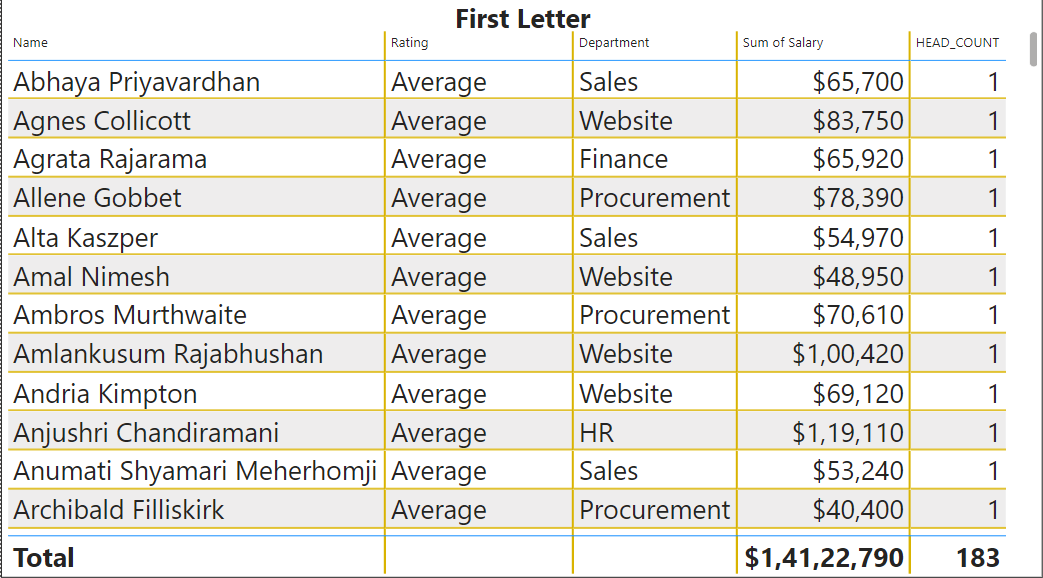 First Letter
Name Rating Department Sum of Salary HEAD_COUNT
Abhaya Priyavardhan Average Sales $65,700 1
Agnes Collicott Average Website $83,750 1
Agrata Rajarama Average Finance $65,920 1
Allene Gobbet Average Procurement $78,390 1
Alta Kaszper Average Sales $54,970 1
Amal Nimesh Average Website $48,950 1
Ambros Murthwaite Average Procurement $70,610 1
Amlankusum Rajabhushan Average Website $1,00,420 1
Andria Kimpton Average Website $69,120 1
Anjushri Chandiramani Average HR $1,19,110 1
Anumati Shyamari Meherhomji Average Sales $53,240 1
Archibald Filliskirk Average Procurement $40,400 1
Total $1,41,22,790 183